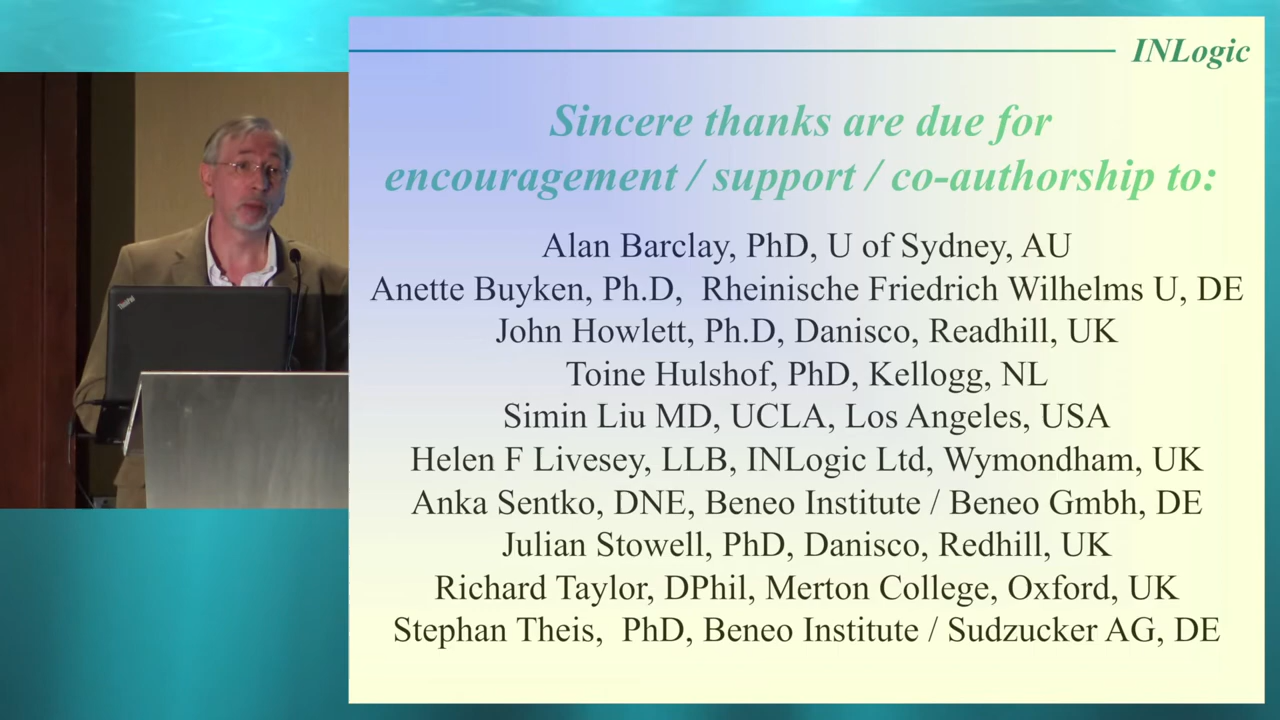 INLogic
Sincere thanks are due for
encouragement / support / co-authorship to:
Alan Barclay, PhD, U of Sydney, AU
Anette Buyken, Ph.D, Rheinische Friedrich Wilhelms U, DE
John Howlett, Ph.D, Danisco, Readhill, UK
Toine Hulshof, PhD, Kellogg, NL
Simin Liu MD, UCLA, Los Angeles, USA
Helen F Livesey, LLB, INLogic Ltd, Wymondham, UK
Anka Sentko, DNE, Beneo Institute / Beneo Gmbh, DE
Julian Stowell, PhD, Danisco, Redhill, UK
Richard Taylor, DPhil, Merton College, Oxford, UK
Stephan Theis, PhD, Beneo Institute / Sudzucker AG, DE
ThinkPad